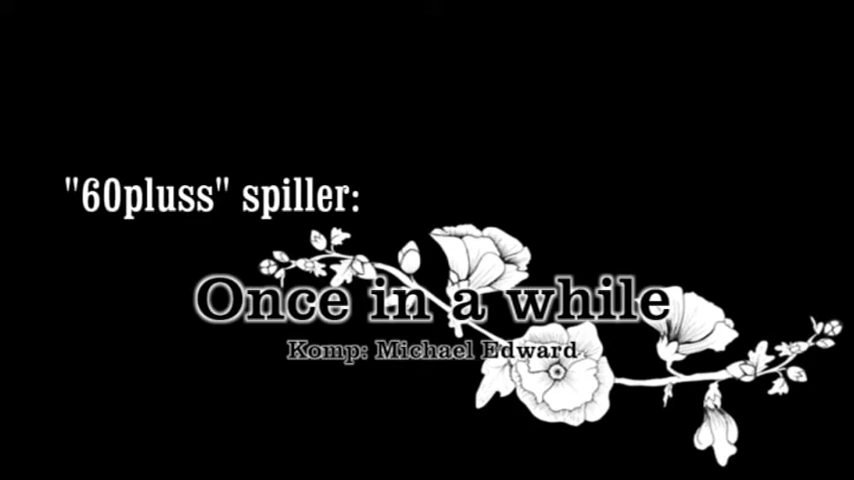 "60pluss" spiller:
Once in a while
Komp: Michael Edward